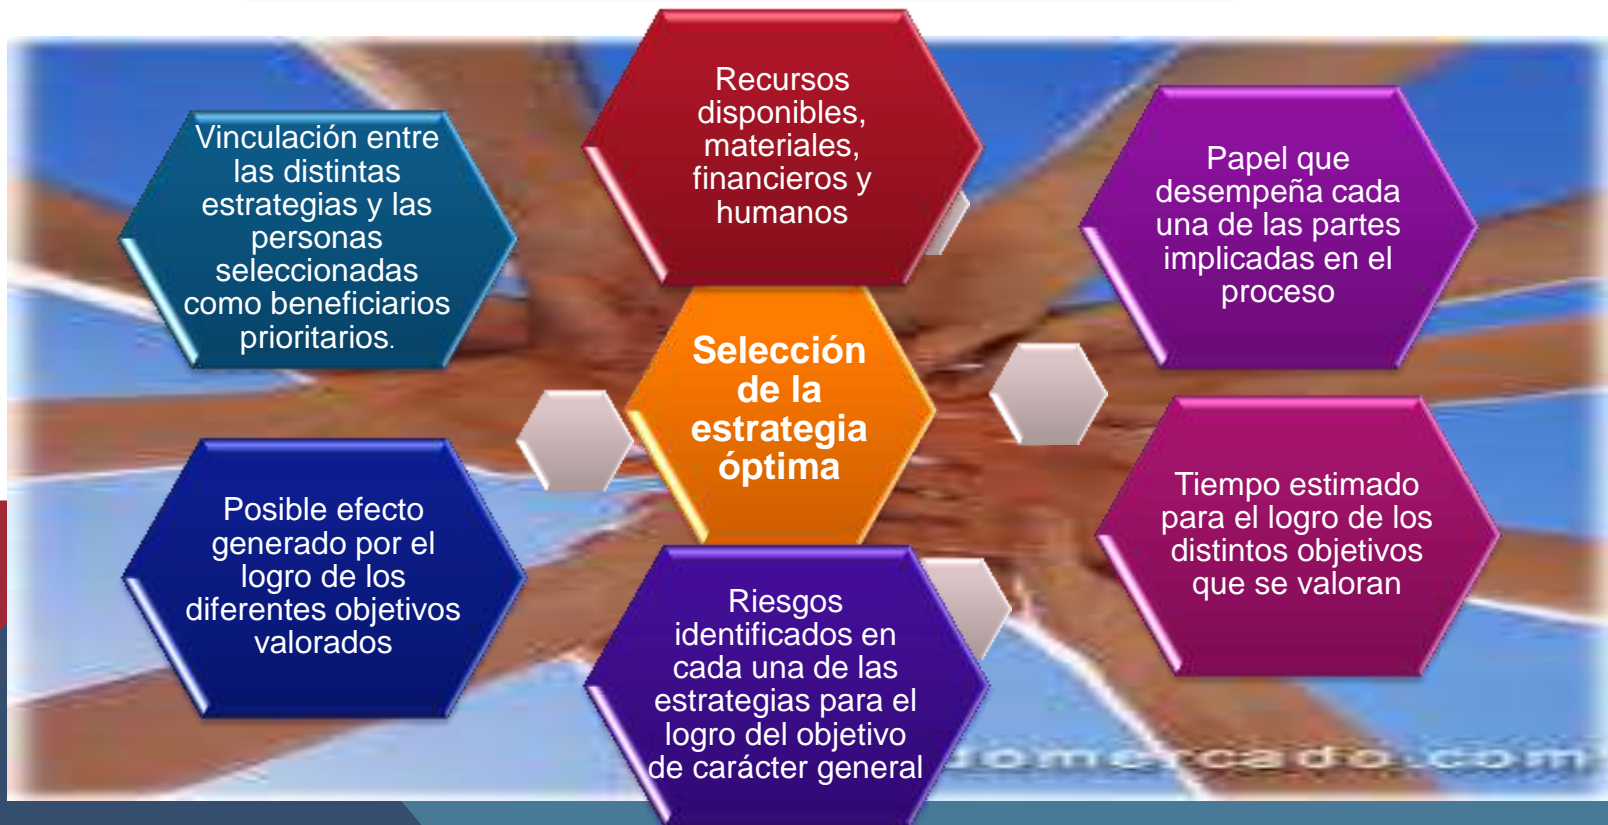 Recursos
disponibles,
materiales,
financieros y
humanos
Vinculación entre
las distintas
estrategias y las
personas
seleccionadas
como beneficiarios
prioritarios.
Papel que
desempeña cada
una de las partes
implicadas en el
proceso
Selección
de la
estrategia
óptima
Posible efecto
generado por el
logro de los
diferentes objetivos
valorados
Tiempo estimado
para el logro de los
distintos objetivos
que se valoran
Riesgos
identificados en
cada una de las
estrategias para el
logro del objetivo
de carácter general